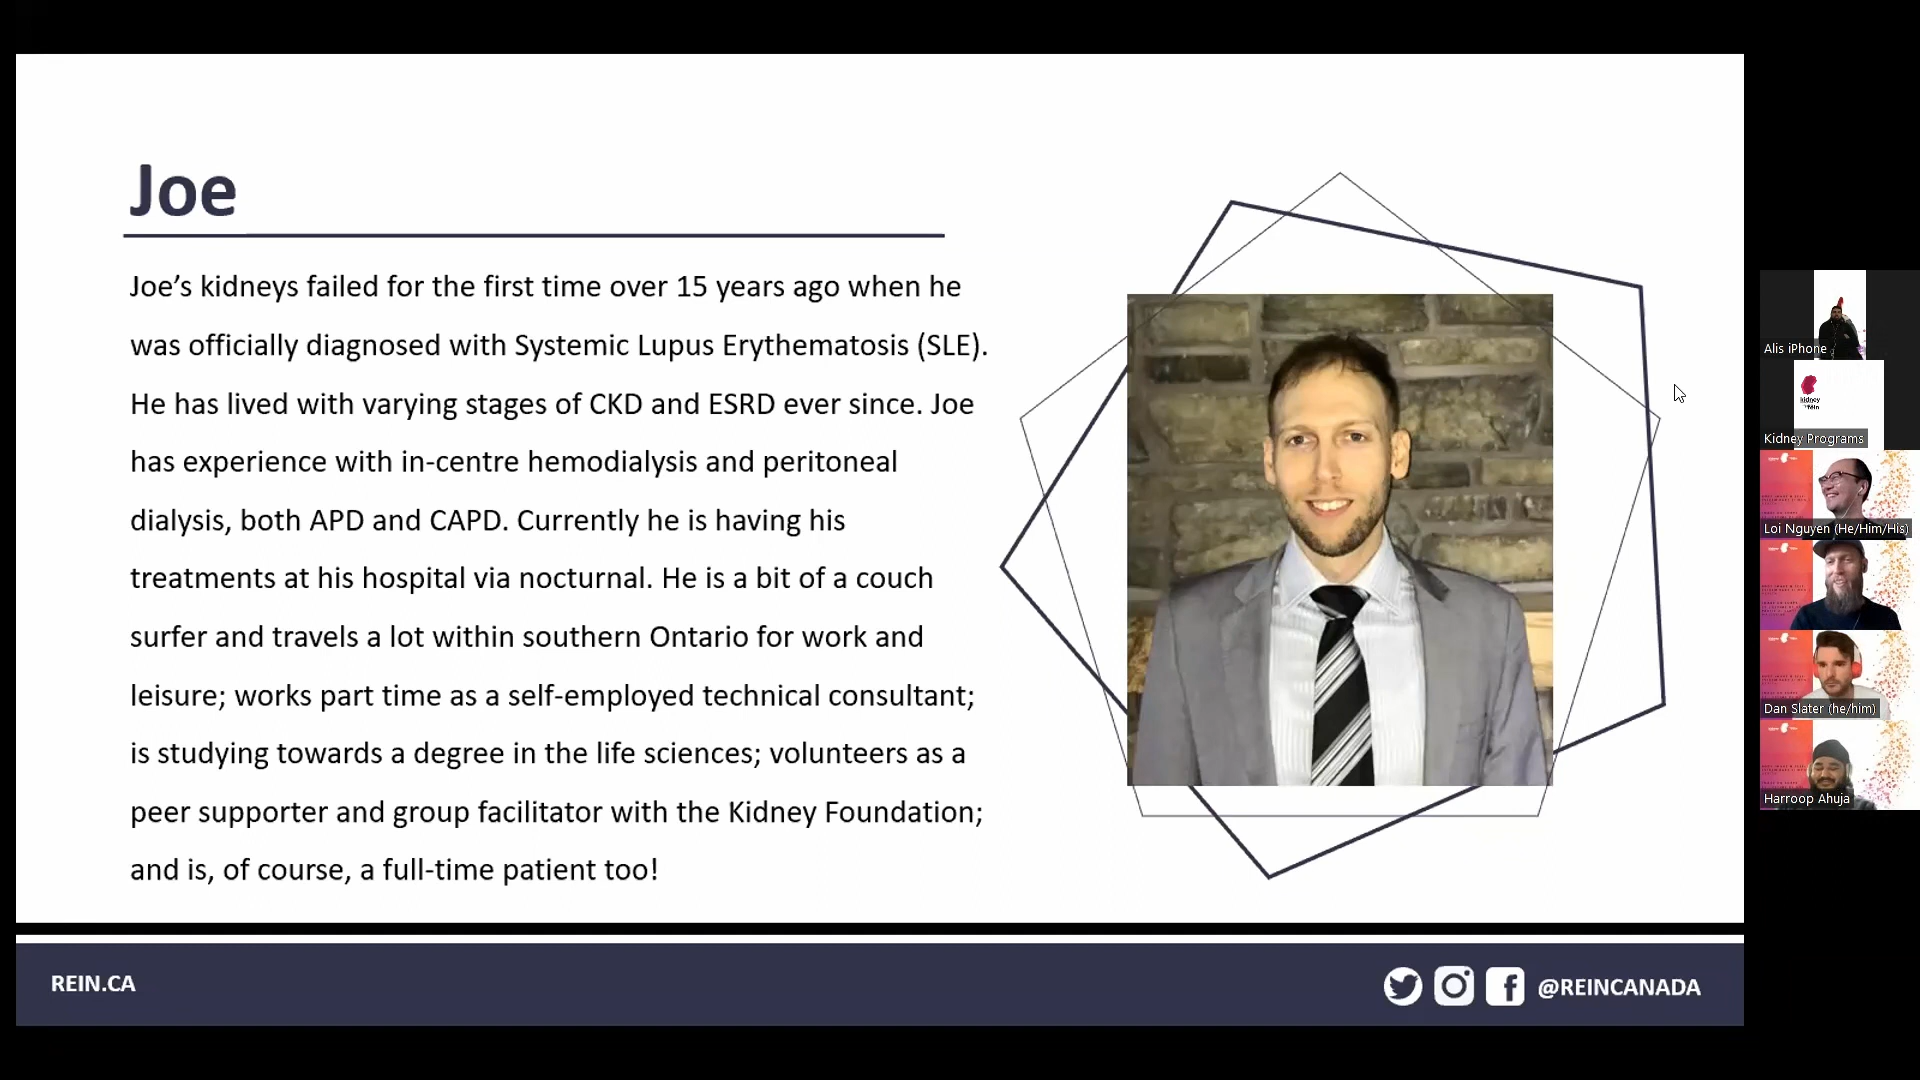 Joe
Joe’s kidneys failed for the first time over 15 years ago when he
was officially diagnosed with Systemic Lupus Erythematosis (SLE).
He has lived with varying stages of CKD and ESRD ever since. Joe
has experience with in-centre hemodialysis and peritoneal
dialysis, both APD and CAPD. Currently he is having his
treatments at his hospital via nocturnal. He is a bit of a couch
surfer and travels a lot within southern Ontario for work and
leisure; works part time as a self-employed technical consultant;
is studying towards a degree in the life sciences; volunteers as a
peer supporter and group facilitator with the Kidney Foundation;
and is, of course, a full-time patient too!
REIN.CA
@REINCANADA
Alis iPhone
kidney
rein
Kidney Programs
Loi Nguyen (He/Him/His)
Dan Slater (he/him)
Harroop Ahuja